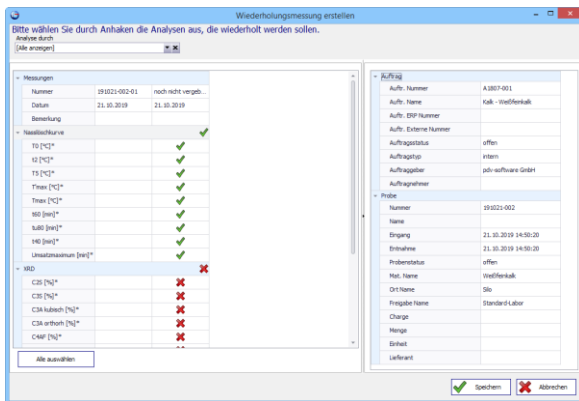 Wiederholungsmessung erstellen
Bitte wählen Sie durch Anhaken die Analysen aus, die wiederholt werden sollen.
Analyse durch
[Alle anzeigen]
Messungen
Nummer 191021-002-01 noch nicht vergeb...
Datum 21.10.2019 21.10.2019
Bemerkung
Nasslöschkurve
T0 [°C]*
t2 [°C]*
T5 [°C]*
T'max [°C]*
Tmax [°C]*
t60 [min]*
tu80 [min]*
t40 [min]*
Umsatzmaximum [min]*
XRD
C2S [%]*
C3S [%]*
C3A kubisch [%]*
C3A orthorh [%]*
C4AF [%]*
Alle auswählen
Auftrag
Auftr. Nummer A1807-001
Auftr. Name Kalk - Weißfeinkalk
Auftr. ERP Nummer
Auftr. Externe Nummer
Auftragsstatus offen
Auftragstyp intern
Auftraggeber pdv-software GmbH
Auftragnehmer
Probe
Nummer 191021-002
Name
Eingang 21.10.2019 14:50:20
Entnahme 21.10.2019 14:50:20
Probenstatus offen
Mat. Name Weißfeinkalk
Ort Name Silo
Freigabe Name Standard-Labor
Charge
Menge
Einheit
Lieferant
Speichern Abbrechen